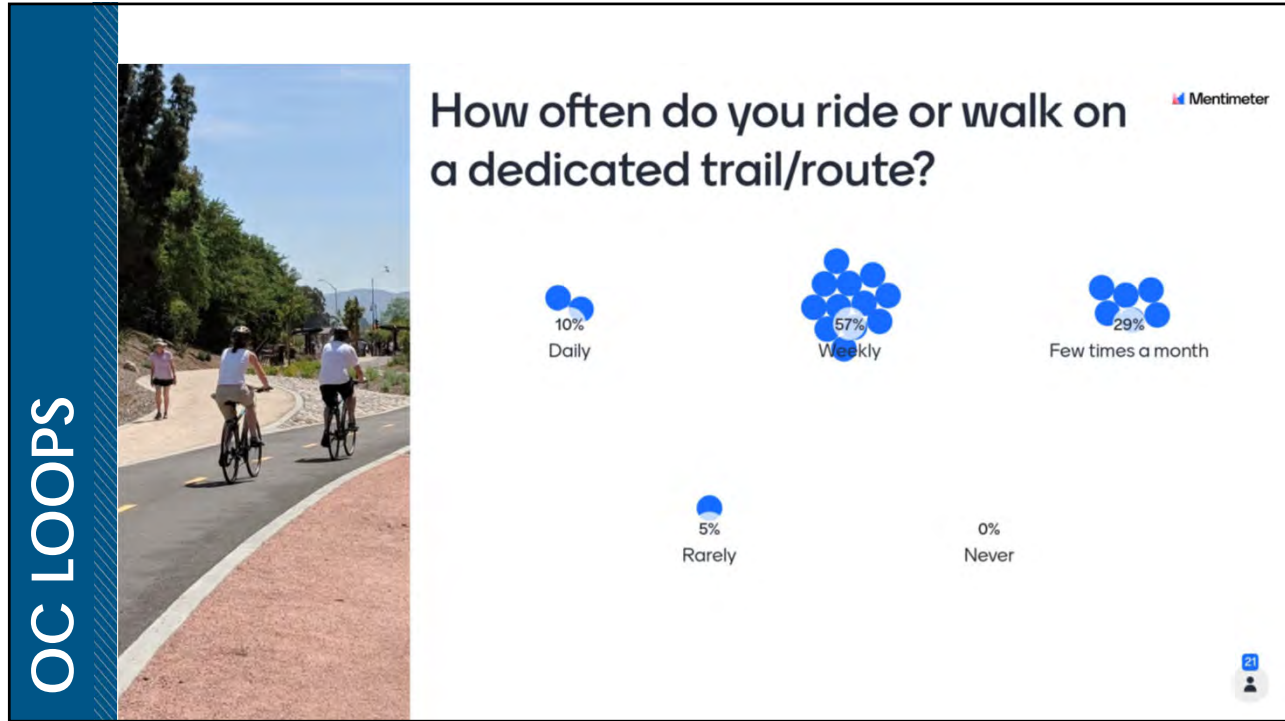 OC LOOPS
How often do you ride or walk on
a dedicated trail/route?
Mentimeter
10%
Daily
57%
Weekly
29%
Few times a month
5%
Rarely
0%
Never
21